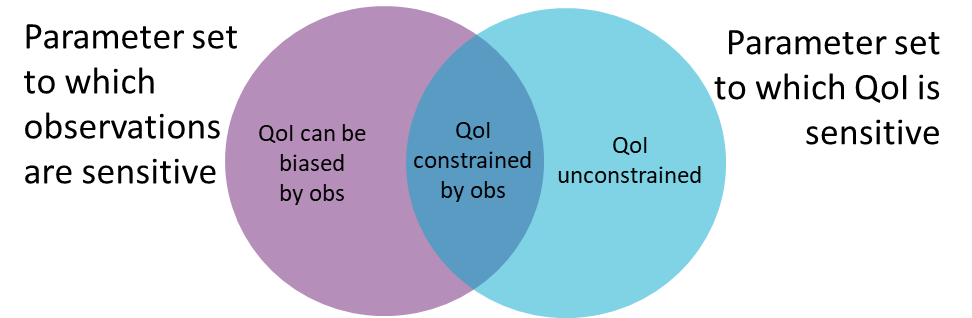 Parameter set
to which
observations
are sensitive
QoI can be
biased
by obs
QoI
constrained
by obs
QoI
unconstrained
Parameter set
to which QoI is
sensitive